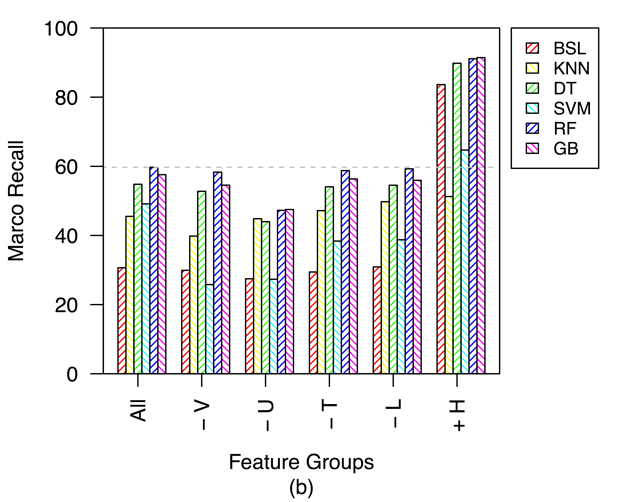 100
80
60
40
20
0
Marco Recall
All
– V
– U
– T
– L
+ H
Feature Groups
(b)
BSL
KNN
DT
SVM
RF
GB